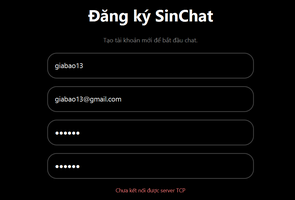 Đăng ký SinChat
Tạo tài khoản mới để bắt đầu chat.
giabao13
giabao13@gmail.com
●●●●●●
●●●●●●
Chưa kết nối được server TCP